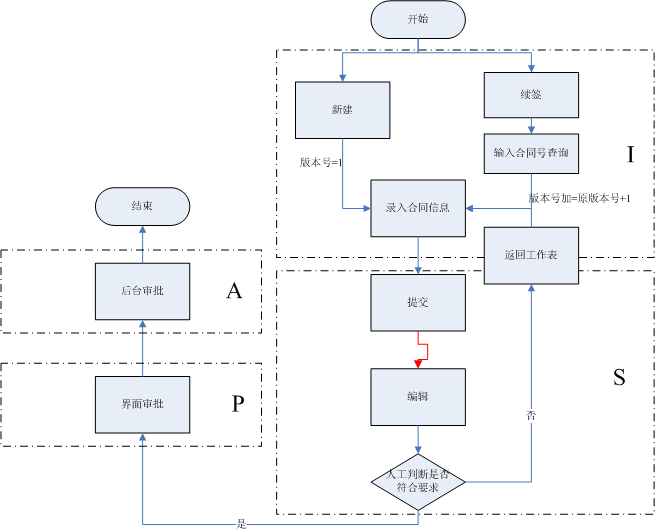 开始
新建
续签
输入合同号查询
I
版本号=1
版本号加=原版本号+1
录入合同信息
返回工作表
提交
S
编辑
人工判断是否
符合要求
否
是
结束
后台审批
A
界面审批
P